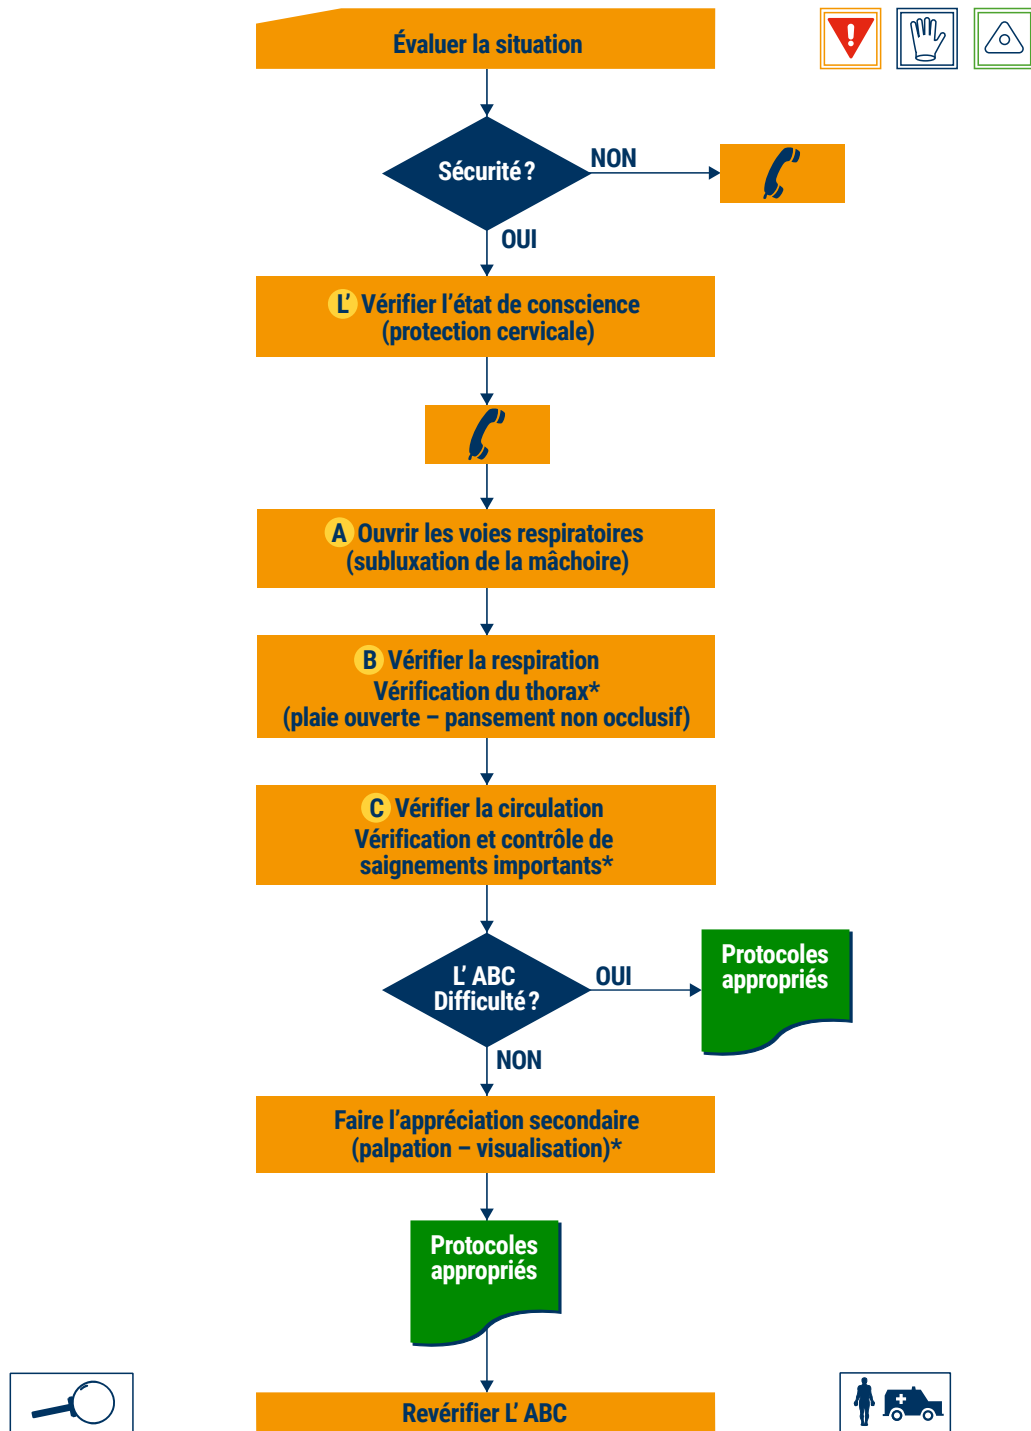 Évaluer la situation
Sécurité ?
NON
OUI
L’ Vérifier l’état de conscience
(protection cervicale)
A Ouvrir les voies respiratoires
(subluxation de la mâchoire)
B Vérifier la respiration
Vérification du thorax*
(plaie ouverte – pansement non occlusif)
C Vérifier la circulation
Vérification et contrôle de
saignements importants*
L’ ABC
Difficulté ?
OUI
Protocoles
appropriés
NON
Faire l’appréciation secondaire
(palpation – visualisation)*
Protocoles
appropriés
Revérifier L’ ABC